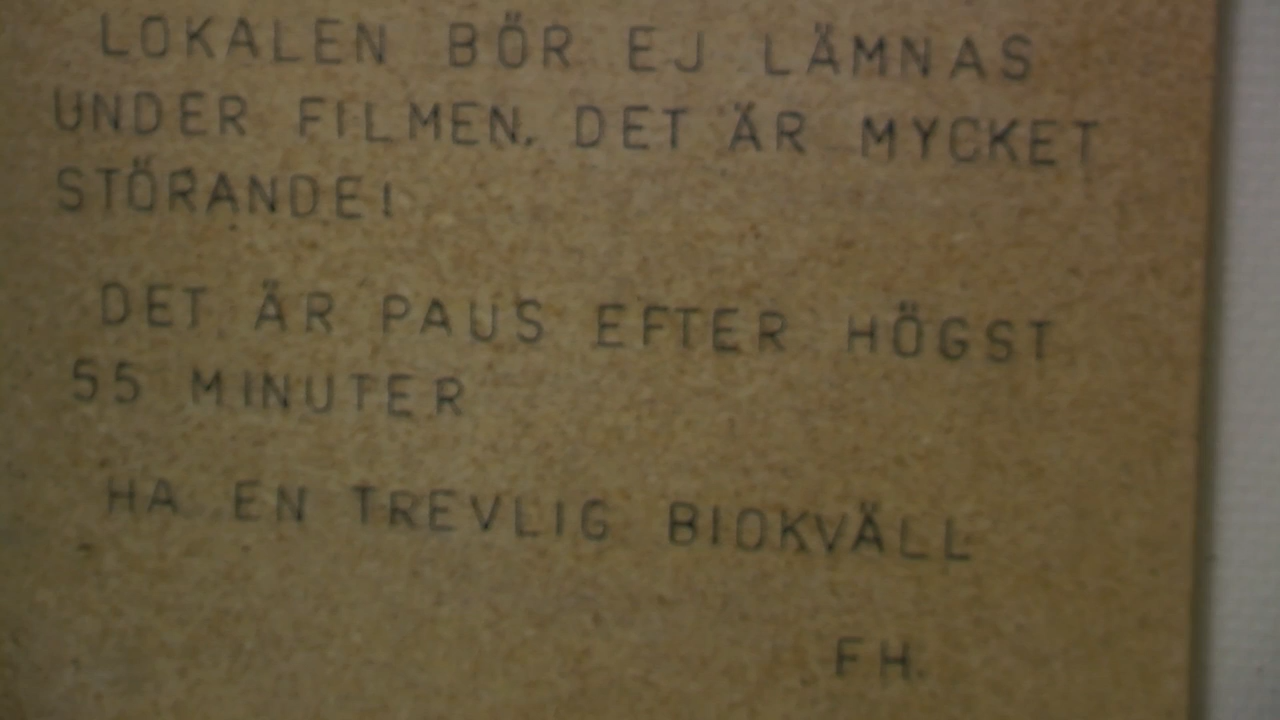 LOKALEN BÖR EJ LÄMNAS
UNDER FILMEN. DET ÄR MYCKET
STÖRANDE!
DET ÄR PAUS EFTER HÖGST
55 MINUTER
HA EN TREVLIG BIOKVÄLL
FH.